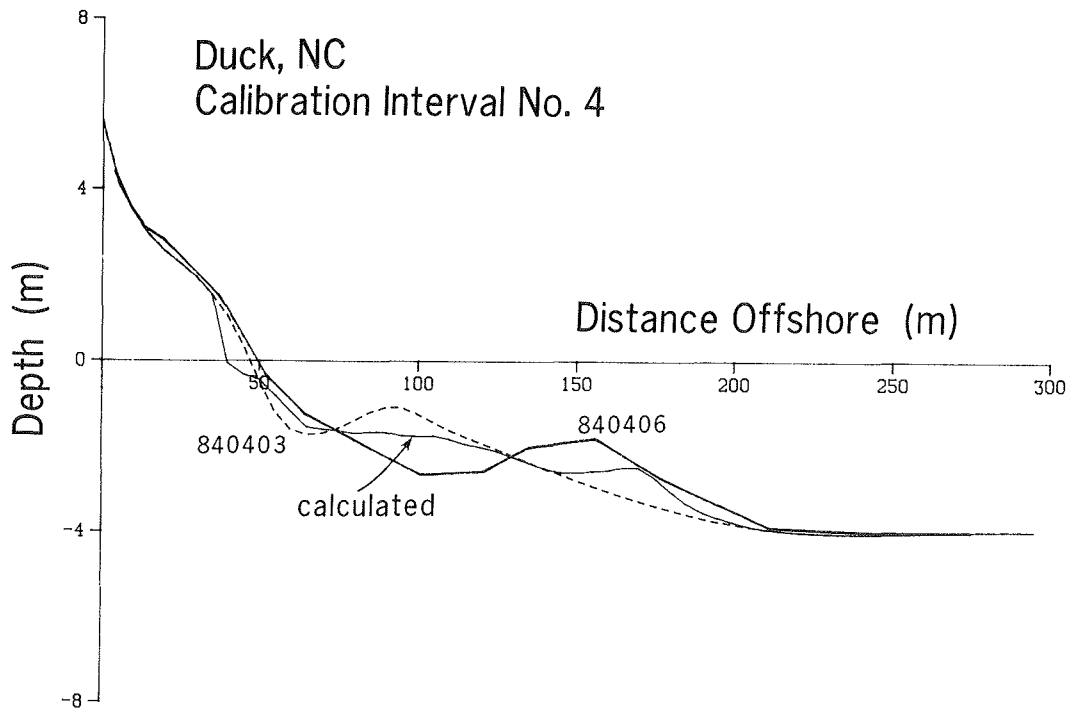 8
Duck, NC
Calibration Interval No. 4
4
Depth (m)
Distance Offshore (m)
0
50
100
150
200
250
300
840403
840406
calculated
-4
-8